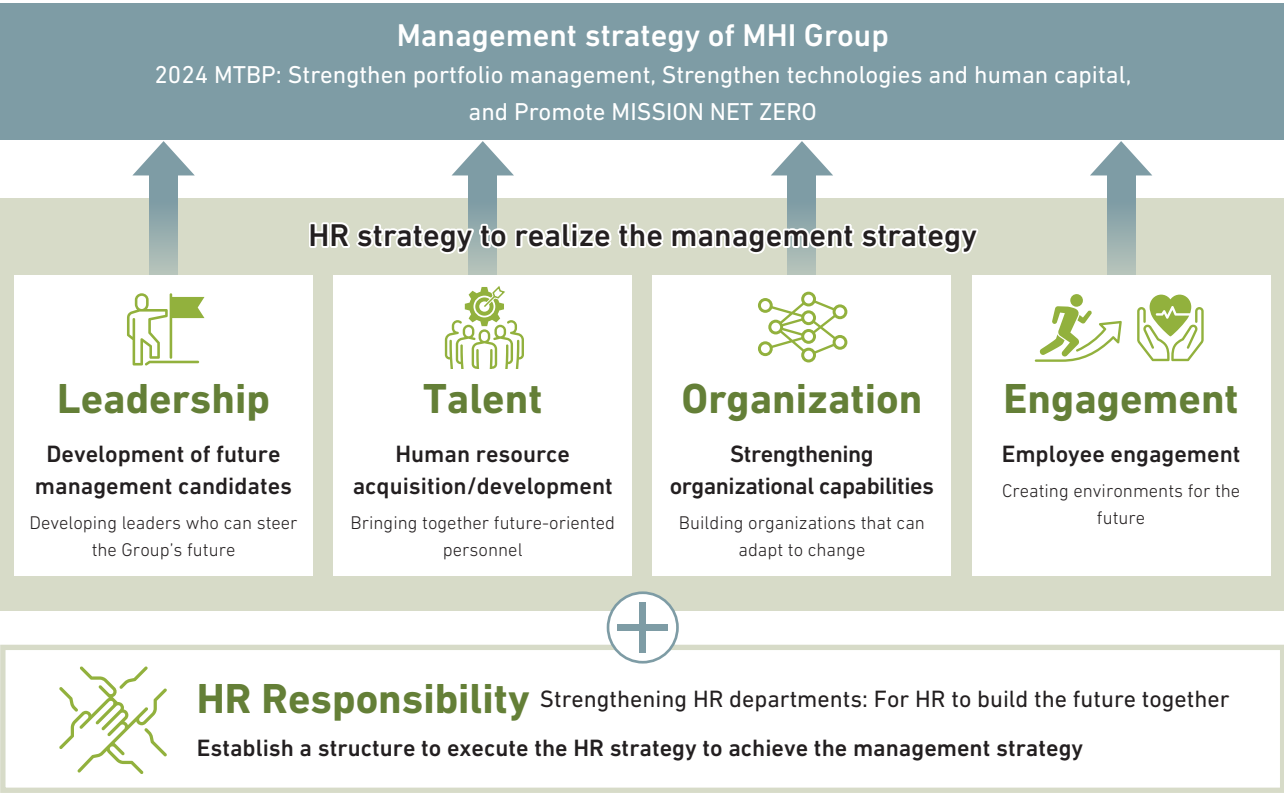 Management strategy of MHI Group
2024 MTBP: Strengthen portfolio management, Strengthen technologies and human capital,
and Promote MISSION NET ZERO
HR strategy to realize the management strategy
Leadership
Development of future
management candidates
Developing leaders who can steer
the Group's future
Talent
Human resource
acquisition/development
Bringing together future-oriented
personnel
Organization
Strengthening
organizational capabilities
Building organizations that can
adapt to change
Engagement
Employee engagement
Creating environments for the
future
HR Responsibility Strengthening HR departments: For HR to build the future together
Establish a structure to execute the HR strategy to achieve the management strategy